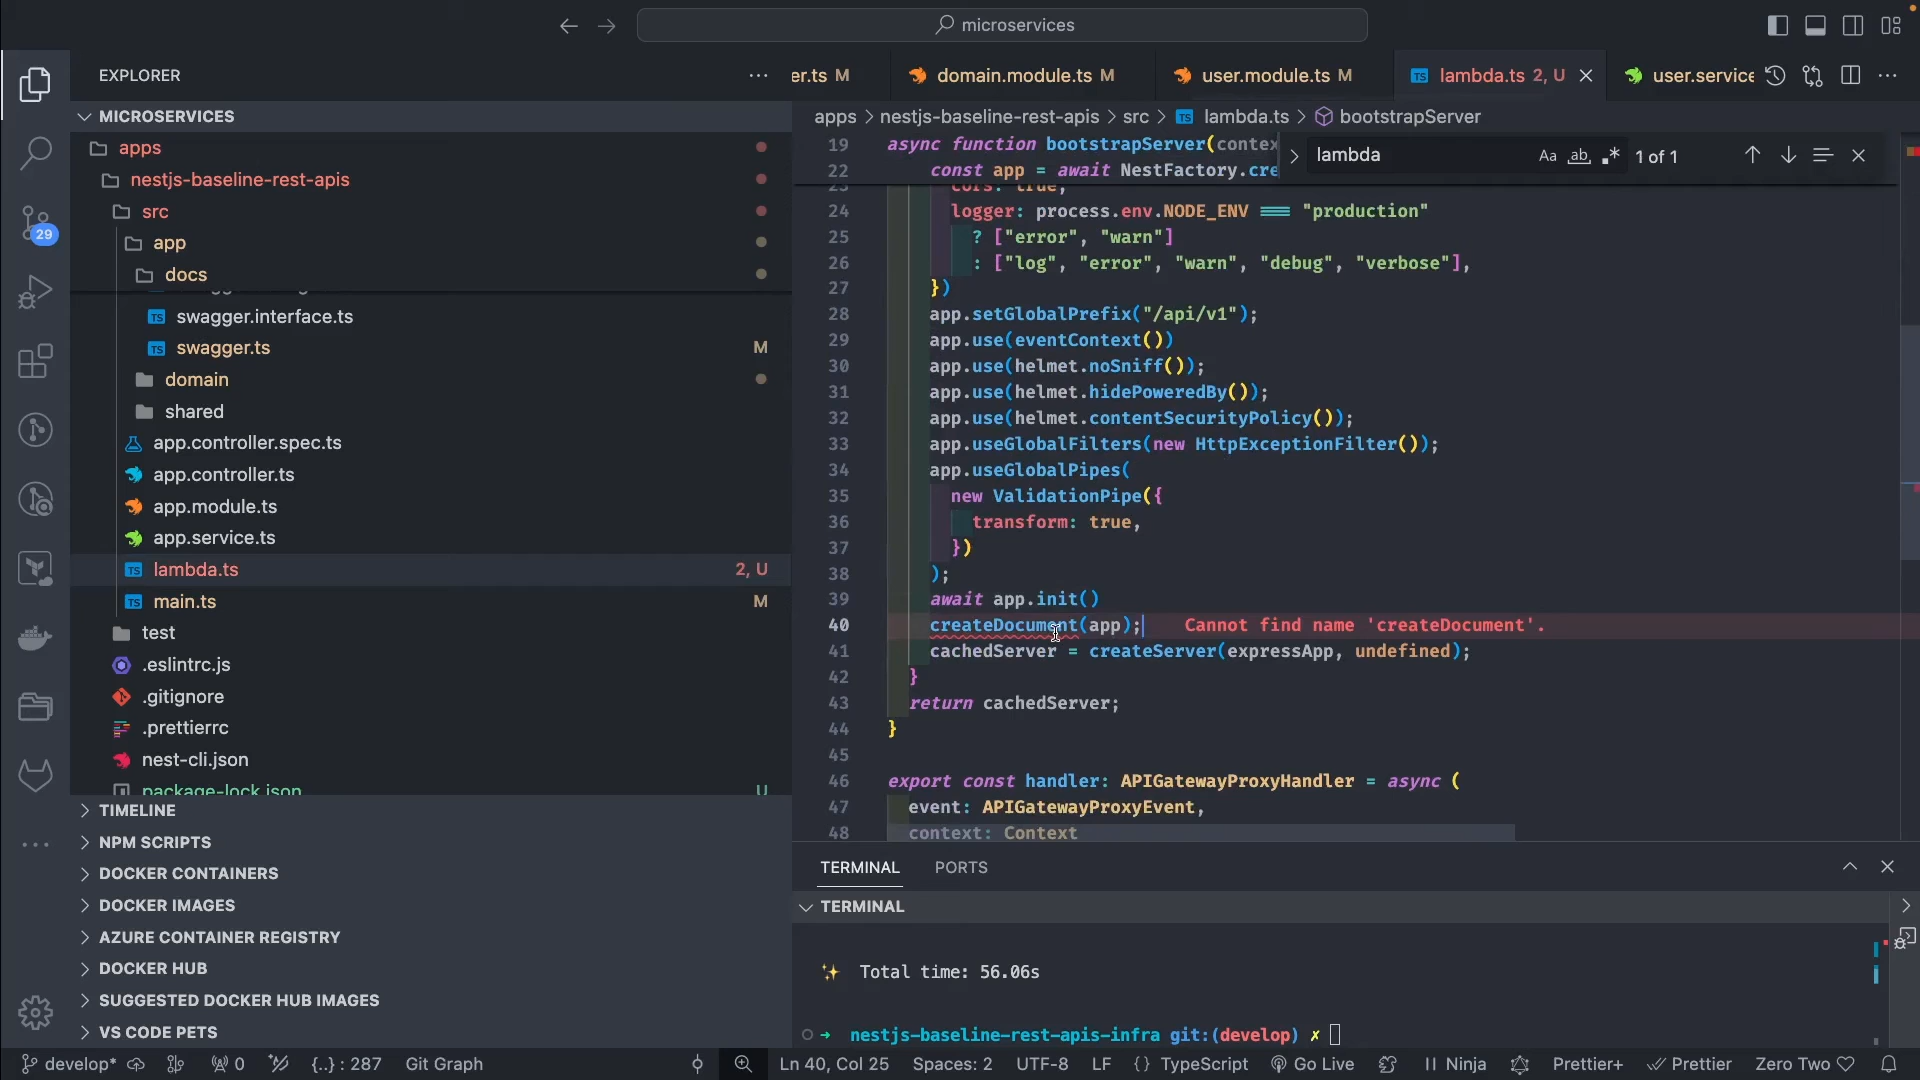 microservices
EXPLORER
MICROSERVICES
apps
nestjs-baseline-rest-apis
src
app
docs
swagger.interface.ts
swagger.ts M
domain
shared
app.controller.spec.ts
app.controller.ts
app.module.ts
app.service.ts
lambda.ts 2, U
main.ts M
test
.eslintrc.js
.gitignore
.prettierrc
nest-cli.json
package-lock.json U
TIMELINE
NPM SCRIPTS
DOCKER CONTAINERS
DOCKER IMAGES
AZURE CONTAINER REGISTRY
DOCKER HUB
SUGGESTED DOCKER HUB IMAGES
VS CODE PETS
29
er.ts M domain.module.ts M user.module.ts M lambda.ts 2, U user.service
apps > nestjs-baseline-rest-apis > src > lambda.ts > bootstrapServer
lambda Aa ab 1 of 1
19 async function bootstrapServer(contex
22 const app = await NestFactory.cre
23 cors: true,
24 logger: process.env.NODE_ENV === "production"
25 ? ["error", "warn"]
26 : ["log", "error", "warn", "debug", "verbose"],
27 })
28 app.setGlobalPrefix("/api/v1");
29 app.use(eventContext())
30 app.use(helmet.noSniff());
31 app.use(helmet.hidePoweredBy());
32 app.use(helmet.contentSecurityPolicy());
33 app.useGlobalFilters(new HttpExceptionFilter());
34 app.useGlobalPipes(
35 new ValidationPipe({
36 transform: true,
37 })
38 );
39 await app.init()
40 createDocument(app); Cannot find name 'createDocument'.
41 cachedServer = createServer(expressApp, undefined);
42 }
43 return cachedServer;
44 }
45
46 export const handler: APIGatewayProxyHandler = async (
47 event: APIGatewayProxyEvent,
48 context: Context
TERMINAL PORTS
TERMINAL
✨ Total time: 56.06s
➜ nestjs-baseline-rest-apis-infra git:(develop) ✗
develop* 0 {..} : 287 Git Graph Ln 40, Col 25 Spaces: 2 UTF-8 LF {} TypeScript Go Live Ninja Prettier+ Prettier Zero Two